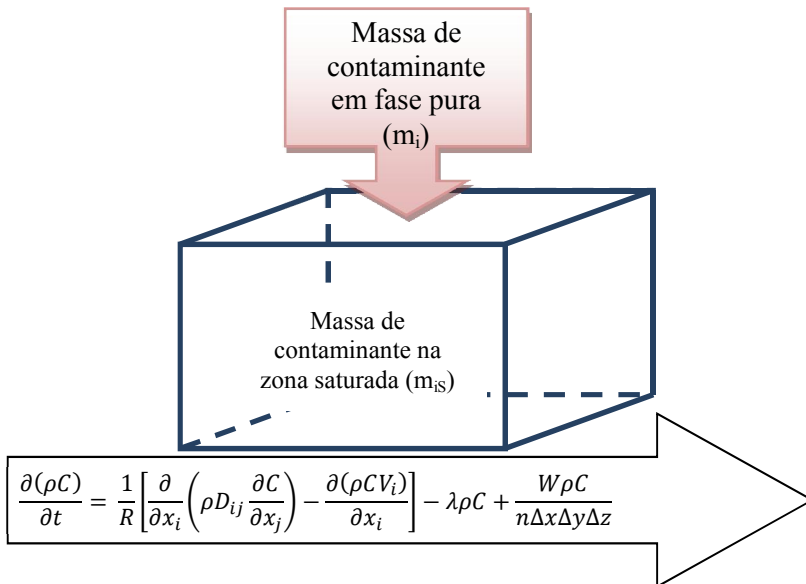 Massa de
contaminante
em fase pura
(mᵢ)
Massa de
contaminante na
zona saturada (mᵢS)
∂(ρC)/∂t = 1/R [∂/∂xᵢ (ρDᵢⱼ ∂C/∂xⱼ) − ∂(ρCVᵢ)/∂xᵢ] − λρC + WρC/nΔxΔyΔz